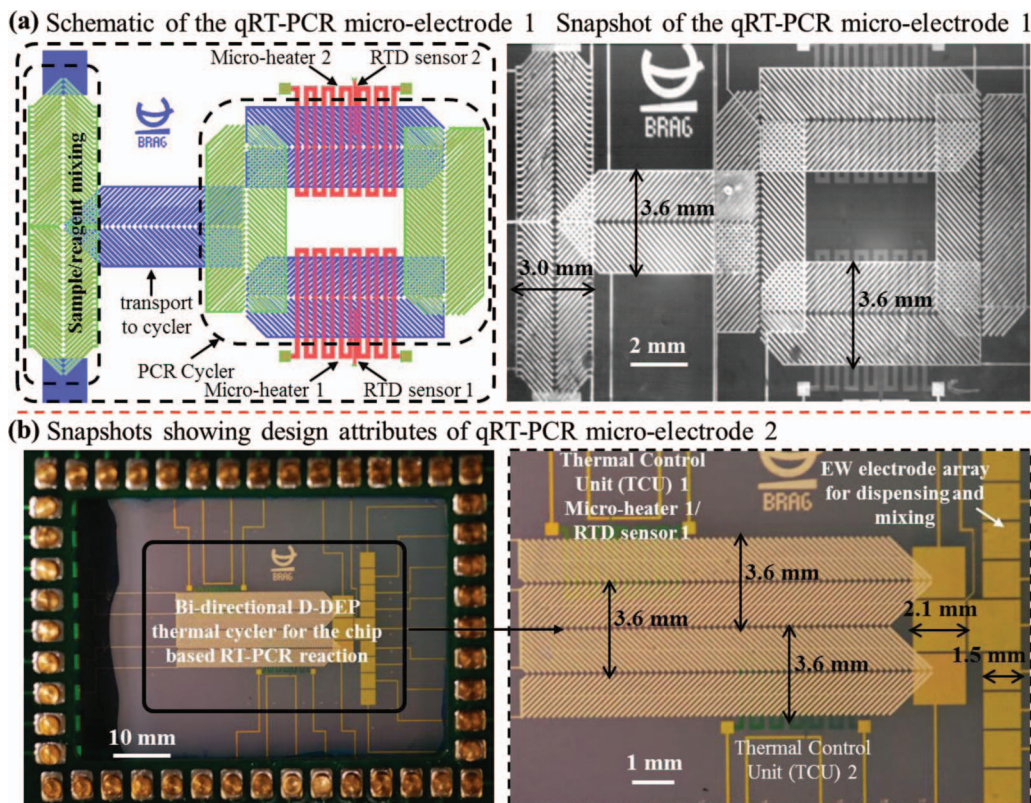 (a) Schematic of the qRT-PCR micro-electrode 1
Snapshot of the qRT-PCR micro-electrode 1
Micro-heater 2
RTD sensor 2
BRAG
Sample/reagent mixing
transport
to cycler
PCR Cycler
Micro-heater 1
RTD sensor 1
BRAG
3.6 mm
3.0 mm
3.6 mm
2 mm
(b) Snapshots showing design attributes of qRT-PCR micro-electrode 2
BRAG
Bi-directional D-DEP
thermal cycler for the chip
based RT-PCR reaction
10 mm
Thermal Control
Unit (TCU) 1
Micro-heater 1/
RTD sensor 1
BRAG
EW electrode array
for dispensing and
mixing
3.6 mm
3.6 mm
2.1 mm
3.6 mm
1.5 mm
Thermal Control
Unit (TCU) 2
1 mm